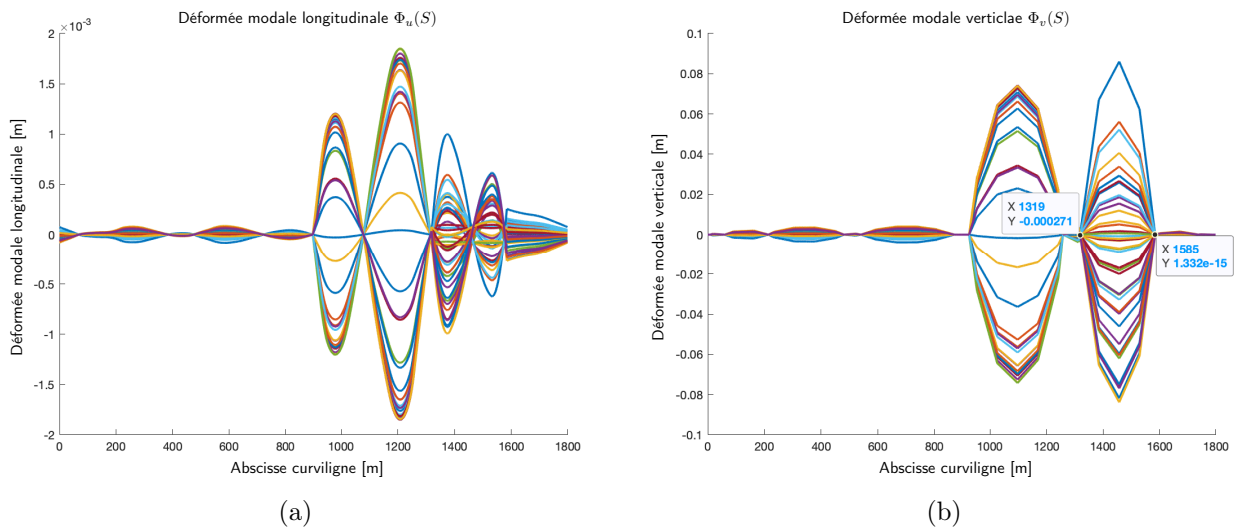 Déformée modale longitudinale Φ_u(S)
×10⁻³
2
1.5
1
0.5
0
-0.5
-1
-1.5
-2
Déformée modale longitudinale [m]
0 200 400 600 800 1000 1200 1400 1600 1800
Abscisse curviligne [m]
(a)
Déformée modale verticlae Φ_v(S)
0.1
0.08
0.06
0.04
0.02
0
-0.02
-0.04
-0.06
-0.08
-0.1
Déformée modale verticale [m]
X 1319
Y -0.000271
X 1585
Y 1.332e-15
0 200 400 600 800 1000 1200 1400 1600 1800
Abscisse curviligne [m]
(b)